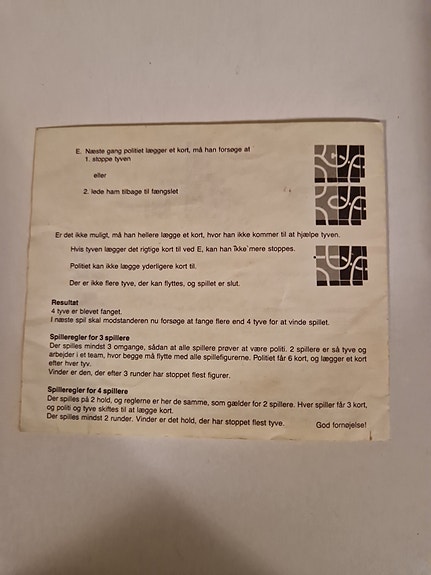 E. Næste gang politiet lægger et kort, må han forsøge at
1. stoppe tyven
eller
2. lede ham tilbage til fængslet
Er det ikke muligt, må han hellere lægge et kort, hvor han ikke kommer til at hjælpe tyven.
Hvis tyven lægger det rigtige kort til ved E, kan han ikke mere stoppes.
Politiet kan ikke lægge yderligere kort til.
Der er ikke flere tyve, der kan flyttes, og spillet er slut.
Resultat
4 tyve er blevet fanget.
I næste spil skal modstanderen nu forsøge at fange flere end 4 tyve for at vinde spillet.
Spilleregler for 3 spillere
Der spilles mindst 3 omgange, sådan at alle spillere prøver at være politi. 2 spillere er så tyve og
arbejder i et team, hvor begge må flytte med alle spillefigurerne. Politiet får 6 kort, og lægger et kort
efter hver tyv.
Vinder er den, der efter 3 runder har stoppet flest figurer.
Spilleregler for 4 spillere
Der spilles på 2 hold, og reglerne er her de samme, som gælder for 2 spillere. Hver spiller får 3 kort,
og politi og tyve skiftes til at lægge kort.
Der spilles mindst 2 runder. Vinder er det hold, der har stoppet flest tyve.
God fornøjelse!